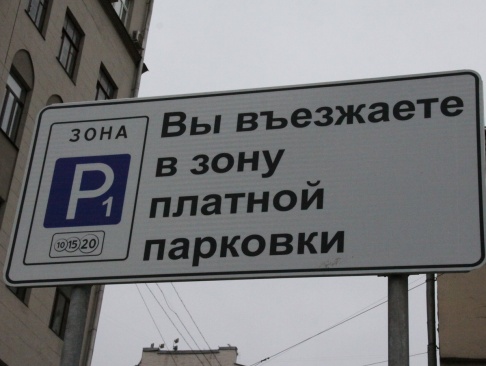 ЗОНА
P1
10 15 20
Вы въезжаете
в зону
платной
парковки